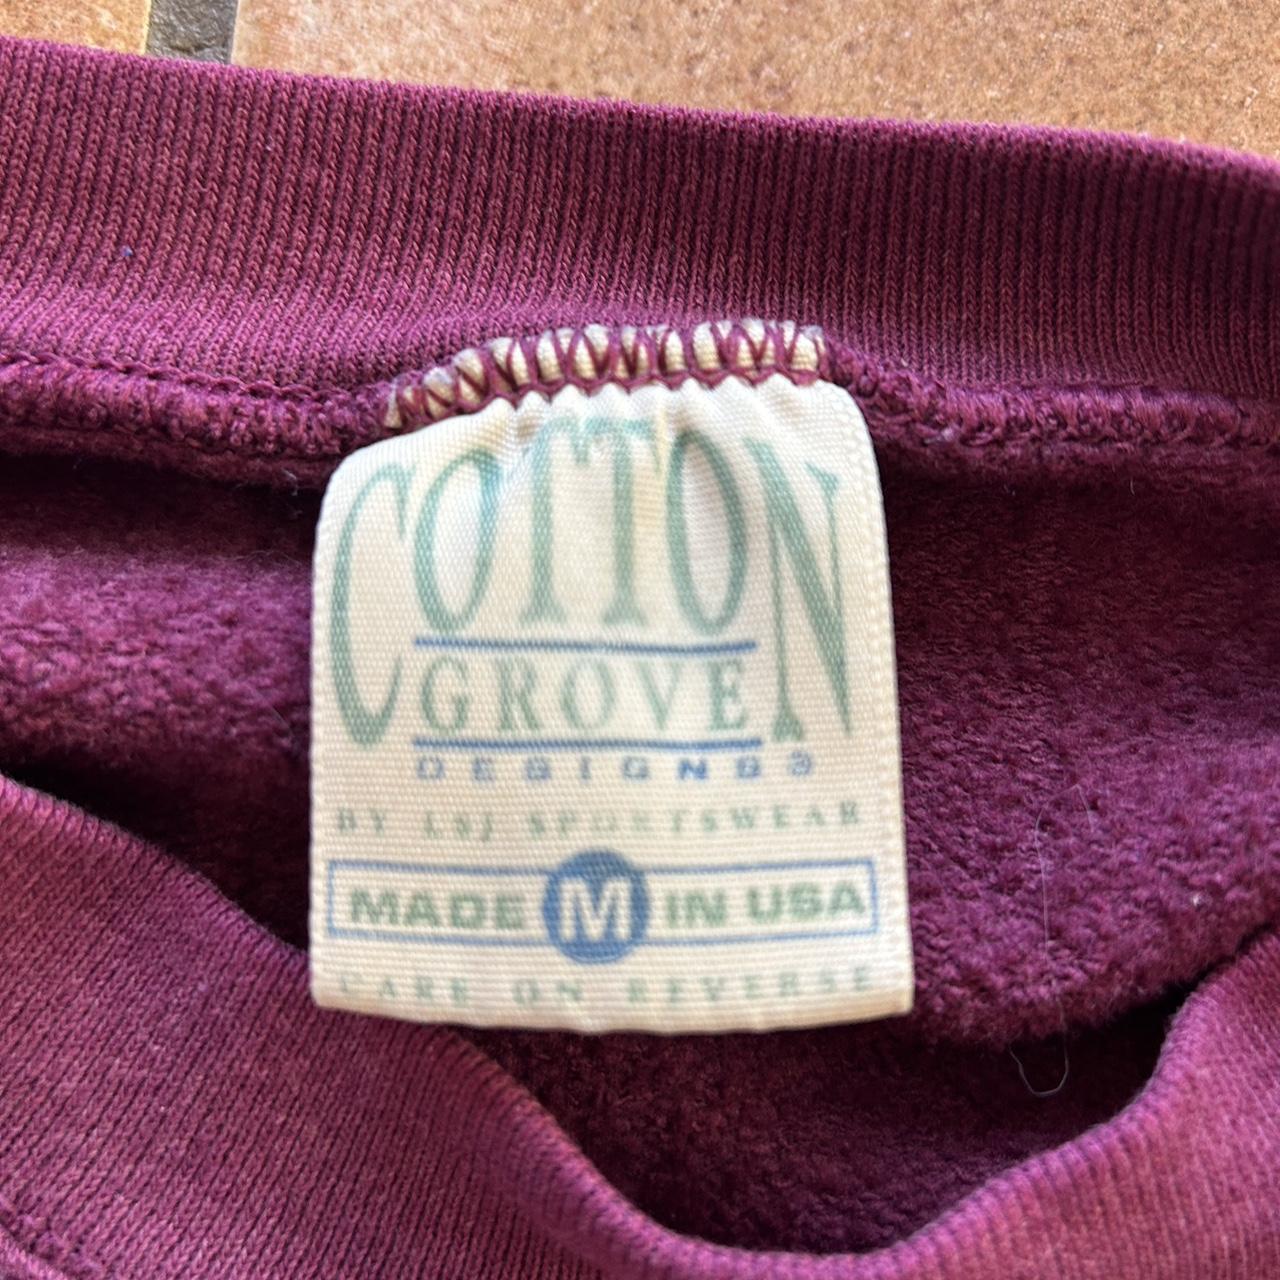 COTTON
GROVE
DESIGNS
BY LSJ SPORTSWEAR
MADE M IN USA
CARE ON REVERSE